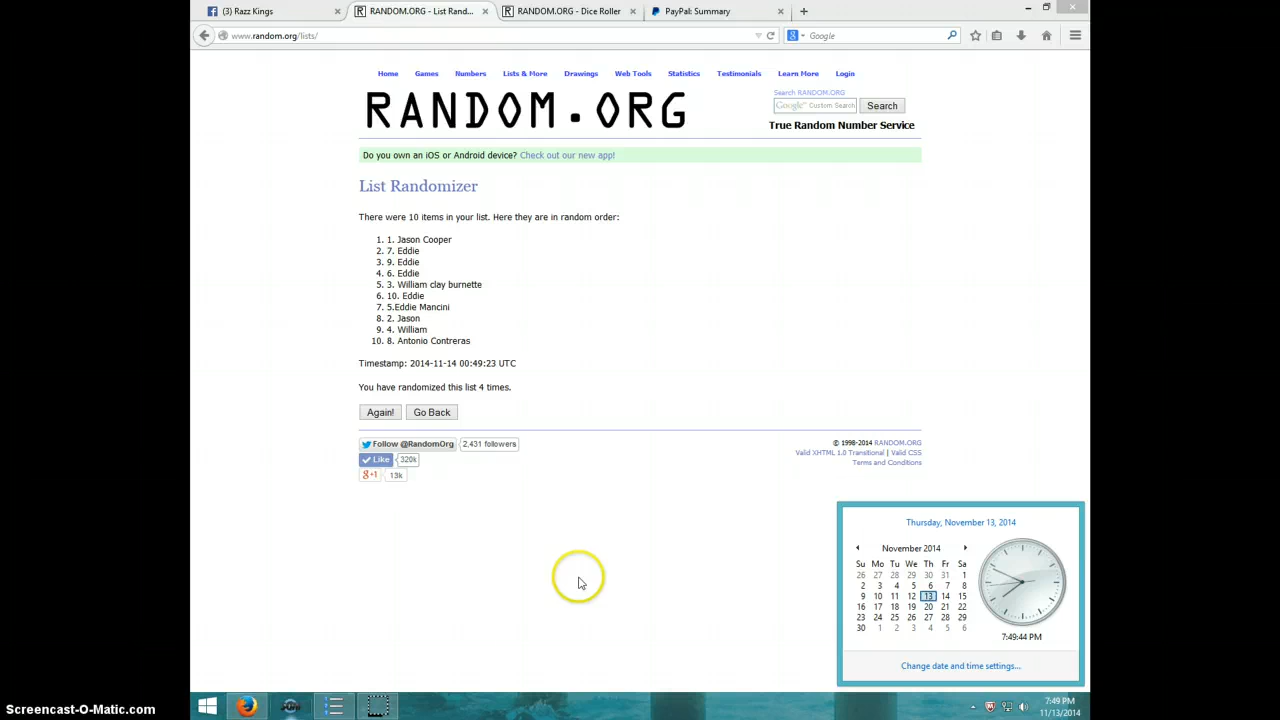 (3) Razz Kings
RANDOM.ORG - List Rand...
RANDOM.ORG - Dice Roller
PayPal: Summary
www.random.org/lists/
Google
Home Games Numbers Lists & More Drawings Web Tools Statistics Testimonials Learn More Login
RANDOM.ORG
Search RANDOM.ORG
Google™ Custom Search
Search
True Random Number Service
Do you own an iOS or Android device? Check out our new app!
List Randomizer
There were 10 items in your list. Here they are in random order:
1. 1. Jason Cooper
2. 7. Eddie
3. 9. Eddie
4. 6. Eddie
5. 3. William clay burnette
6. 10. Eddie
7. 5.Eddie Mancini
8. 2. Jason
9. 4. William
10. 8. Antonio Contreras
Timestamp: 2014-11-14 00:49:23 UTC
You have randomized this list 4 times.
Again! Go Back
Follow @RandomOrg 2,431 followers
Like 320k
g+1 13k
© 1998-2014 RANDOM.ORG
Valid XHTML 1.0 Transitional | Valid CSS
Terms and Conditions
Thursday, November 13, 2014
November 2014
Su Mo Tu We Th Fr Sa
26 27 28 29 30 31 1
2 3 4 5 6 7 8
9 10 11 12 13 14 15
16 17 18 19 20 21 22
23 24 25 26 27 28 29
30 1 2 3 4 5 6
7:49:44 PM
Change date and time settings...
7:49 PM
11/13/2014
Screencast-O-Matic.com